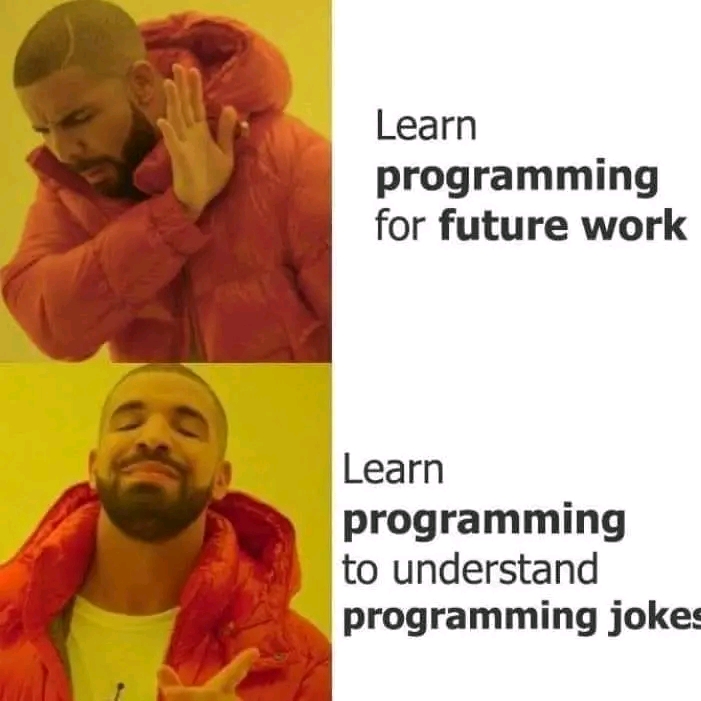 Learn
programming
for future work
Learn
programming
to understand
programming jokes